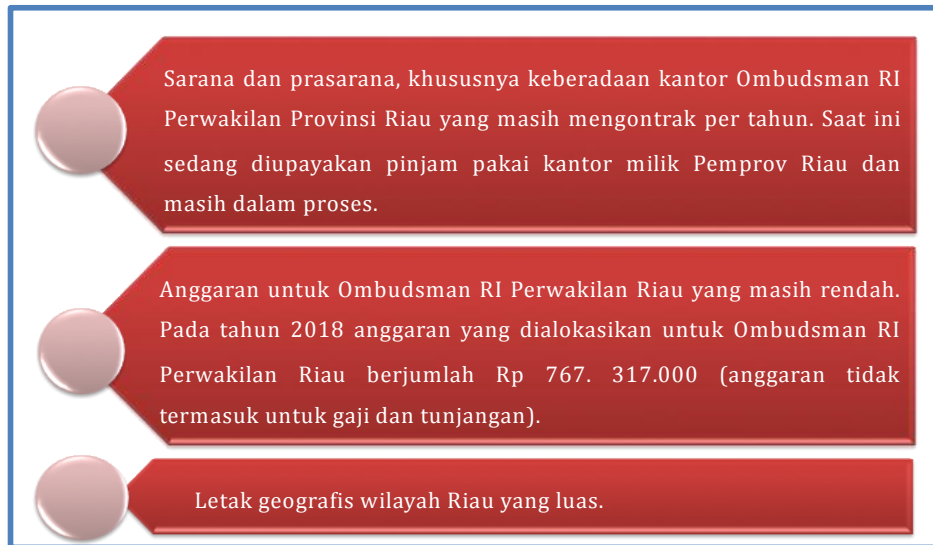 Sarana dan prasarana, khususnya keberadaan kantor Ombudsman RI
Perwakilan Provinsi Riau yang masih mengontrak per tahun. Saat ini
sedang diupayakan pinjam pakai kantor milik Pemprov Riau dan
masih dalam proses.
Anggaran untuk Ombudsman RI Perwakilan Riau yang masih rendah.
Pada tahun 2018 anggaran yang dialokasikan untuk Ombudsman RI
Perwakilan Riau berjumlah Rp 767. 317.000 (anggaran tidak
termasuk untuk gaji dan tunjangan).
Letak geografis wilayah Riau yang luas.